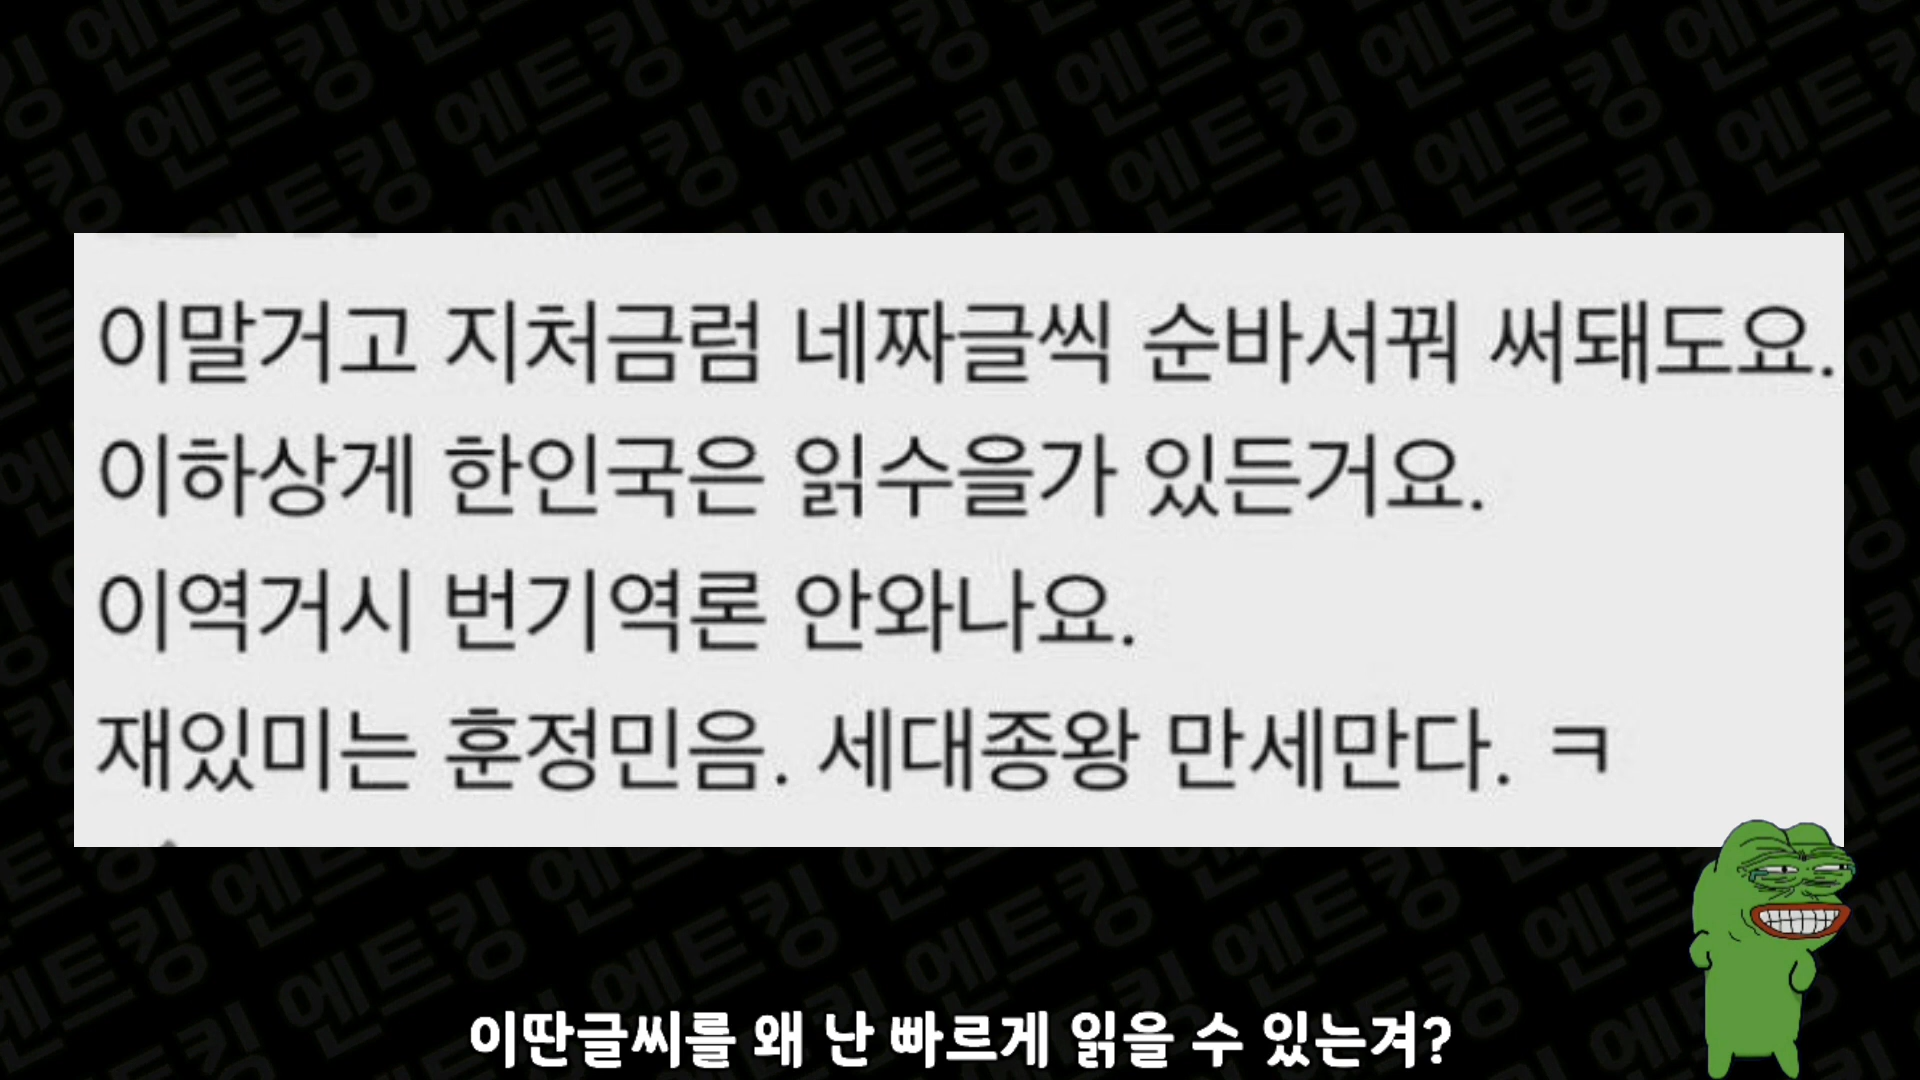 이말거고 지처금럼 네짜글씩 순바서꿔 써돼도요.
이하상게 한인국은 읽수을가 있든거요.
이역거시 번기역론 안와나요.
재있미는 훈정민음. 세대종왕 만세만다. ㅋ
이딴글씨를 왜 난 빠르게 읽을 수 있는겨?